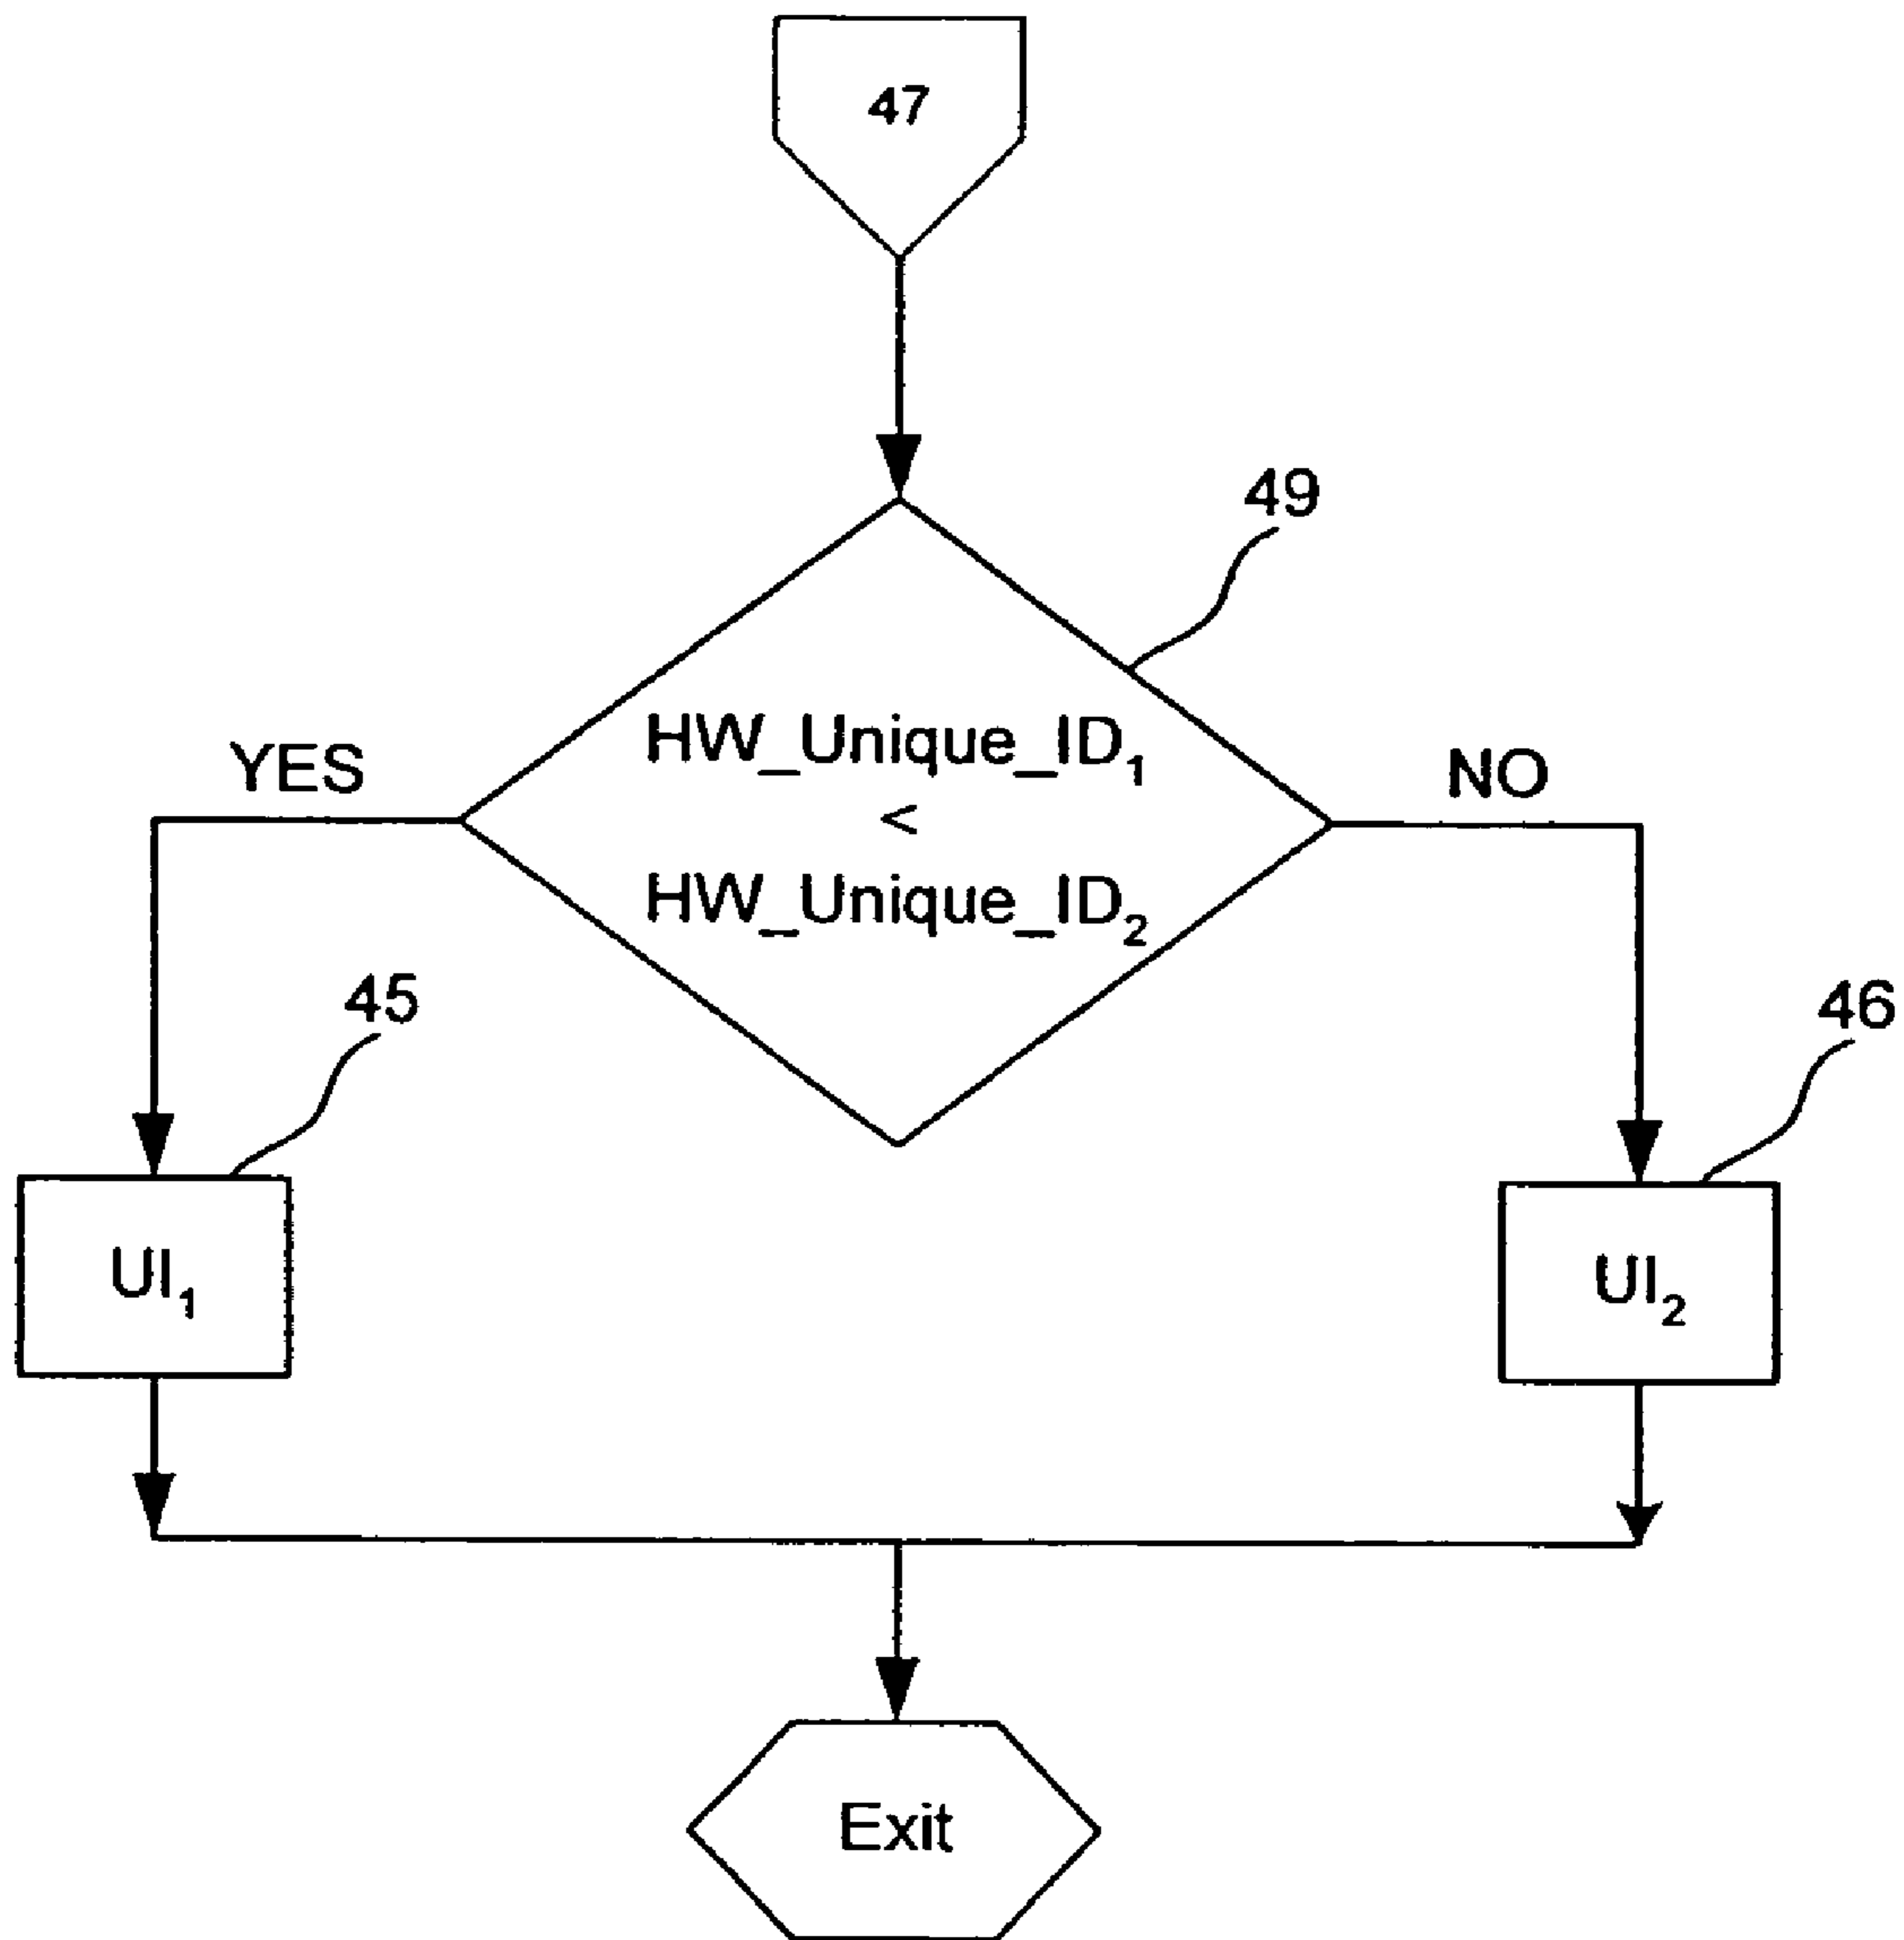 47
49
HW_Unique_ID₁
<
HW_Unique_ID₂
YES
NO
45
46
UI₁
UI₂
Exit